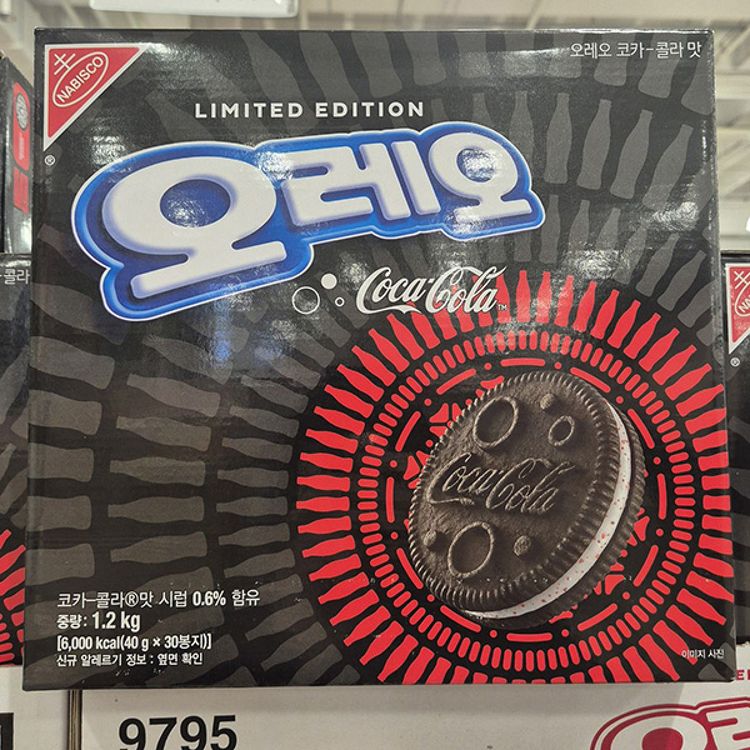 NABISCO
®
오레오 코카-콜라 맛
LIMITED EDITION
오레오
Coca-Cola™
Coca-Cola
코카-콜라®맛 시럽 0.6% 함유
중량: 1.2 kg
[6,000 kcal(40 g × 30봉지)]
신규 알레르기 정보 : 옆면 확인
이미지 사진
-콜라
9795